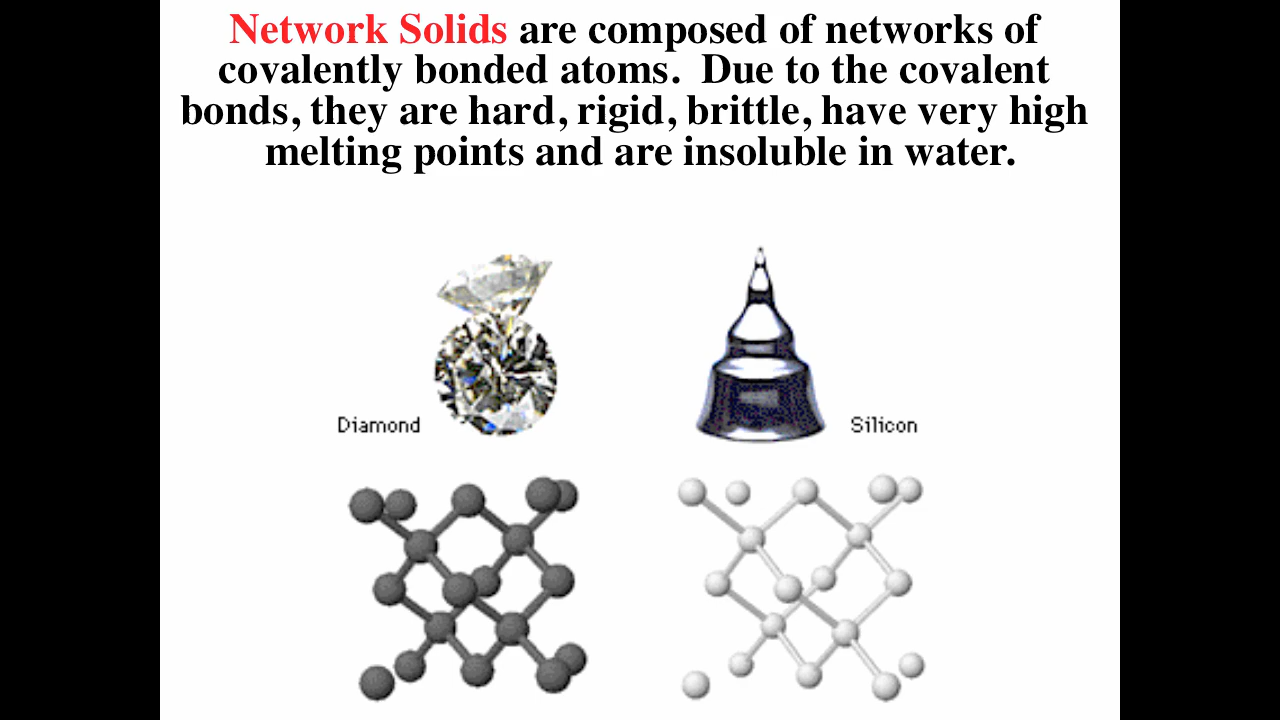 Network Solids are composed of networks of
covalently bonded atoms.  Due to the covalent
bonds, they are hard, rigid, brittle, have very high
melting points and are insoluble in water.
Diamond
Silicon